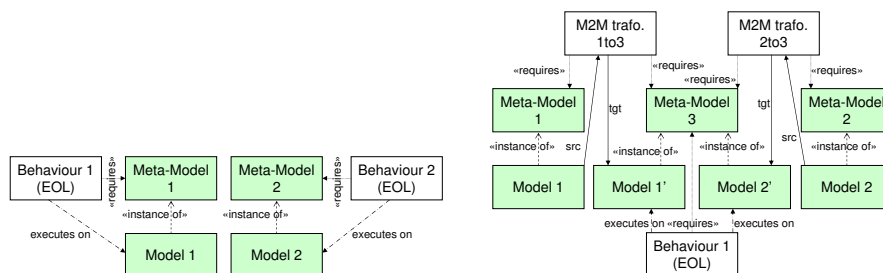 Behaviour 1
(EOL)
«requires»
Meta-Model
1
Meta-Model
2
«requires»
Behaviour 2
(EOL)
«instance of»
«instance of»
executes on
executes on
Model 1
Model 2
M2M trafo.
1to3
M2M trafo.
2to3
«requires»
«requires»
«requires»
«requires»
Meta-Model
1
tgt
Meta-Model
3
tgt
Meta-Model
2
«instance of»
src
«instance of»
«instance of»
src
«instance of»
Model 1
Model 1'
Model 2'
Model 2
executes on
«requires»
executes on
Behaviour 1
(EOL)